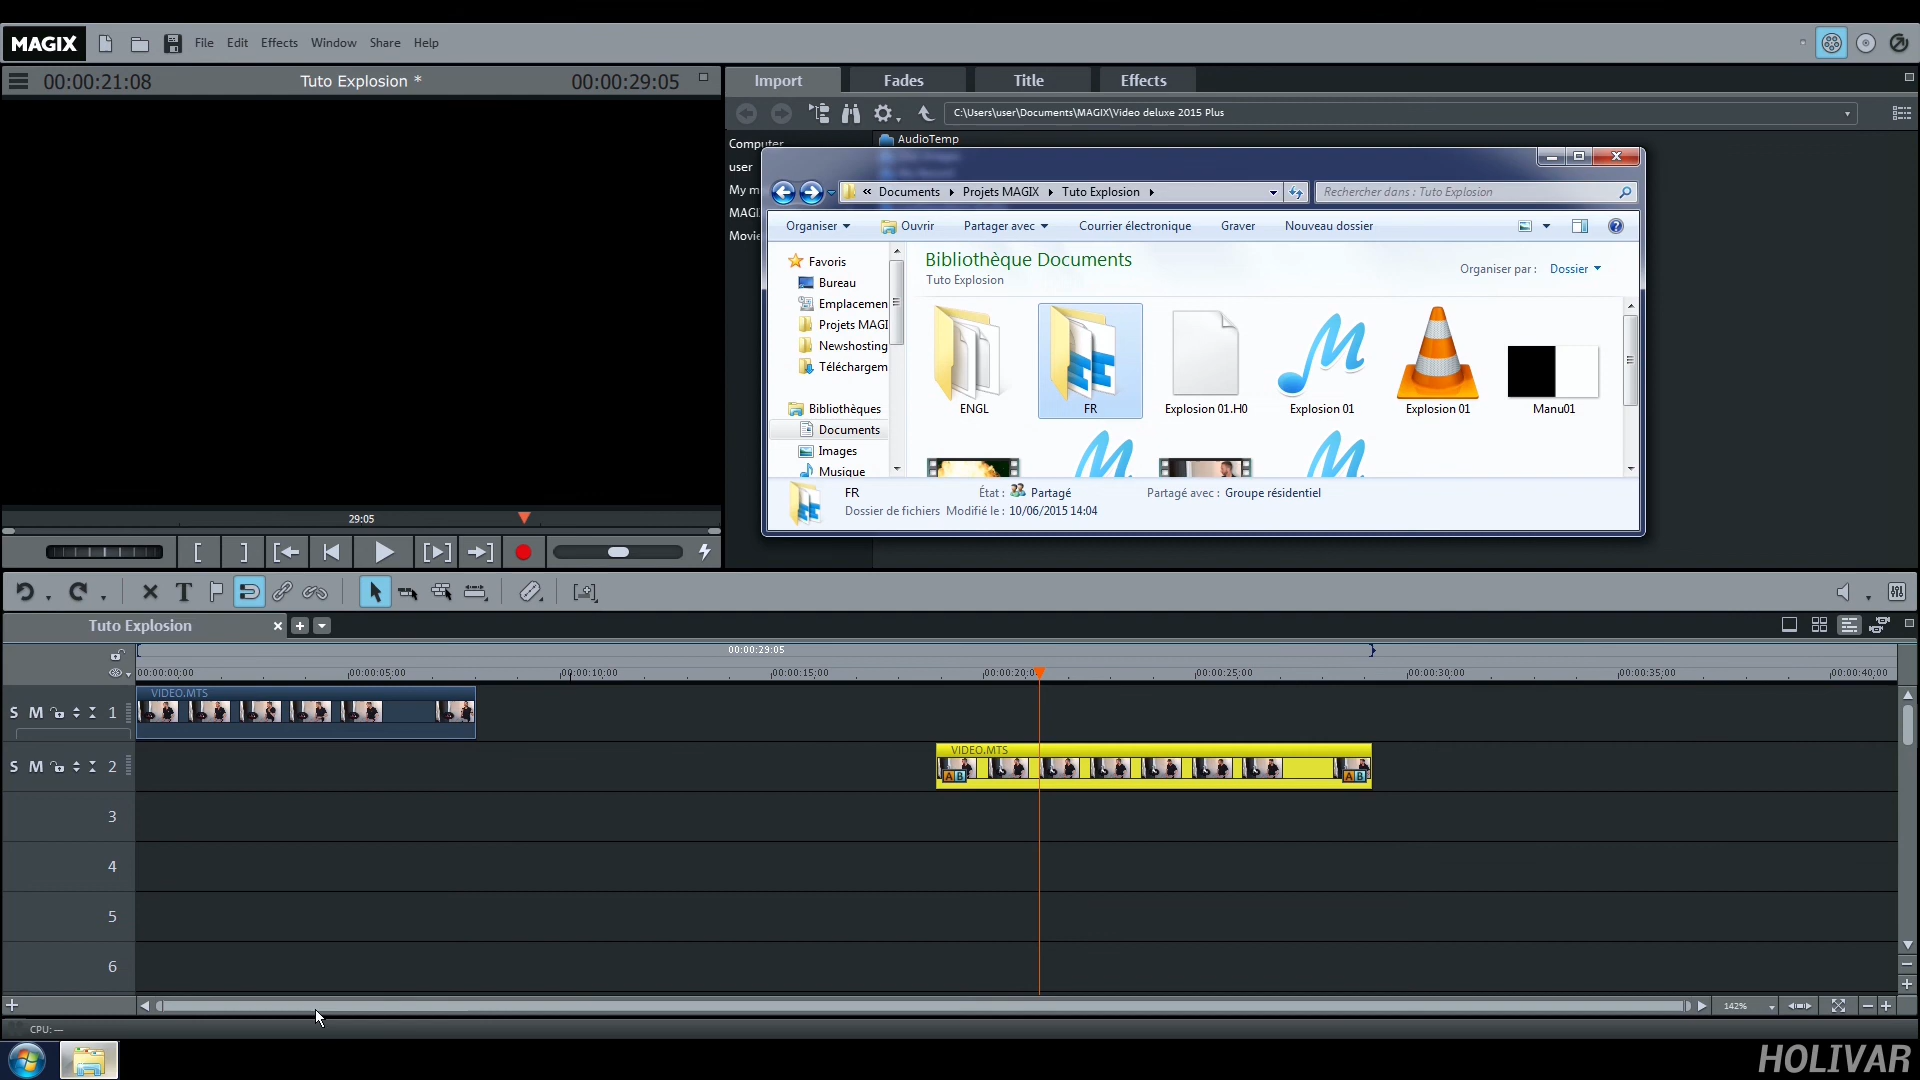 MAGIX File Edit Effects Window Share Help
00:00:21:08 Tuto Explosion * 00:00:29:05
Import Fades Title Effects
C:\Users\user\Documents\MAGIX\Video deluxe 2015 Plus
Computer
AudioTemp
user
My m
MAGI
Movie
« Documents Projets MAGIX Tuto Explosion
Rechercher dans : Tuto Explosion
Organiser Ouvrir Partager avec Courrier électronique Graver Nouveau dossier
Favoris
Bureau
Emplacemen
Projets MAGI
Newshosting
Téléchargem
Bibliothèques
Documents
Images
Musique
Bibliothèque Documents
Tuto Explosion
Organiser par : Dossier
ENGL FR Explosion 01.H0 Explosion 01 Explosion 01 Manu01
FR État : Partagé Partagé avec : Groupe résidentiel
Dossier de fichiers Modifié le : 10/06/2015 14:04
29:05
Tuto Explosion
00:00:29:05
00:00:00:00 00:00:05:00 00:00:10:00 00:00:15:00 00:00:20:0 00:00:25:00 00:00:30:00 00:00:35:00 00:00:40:00
VIDEO.MTS
S M 1
VIDEO.MTS
S M 2
A B A B
3
4
5
6
142%
CPU: —
HOLIVAR